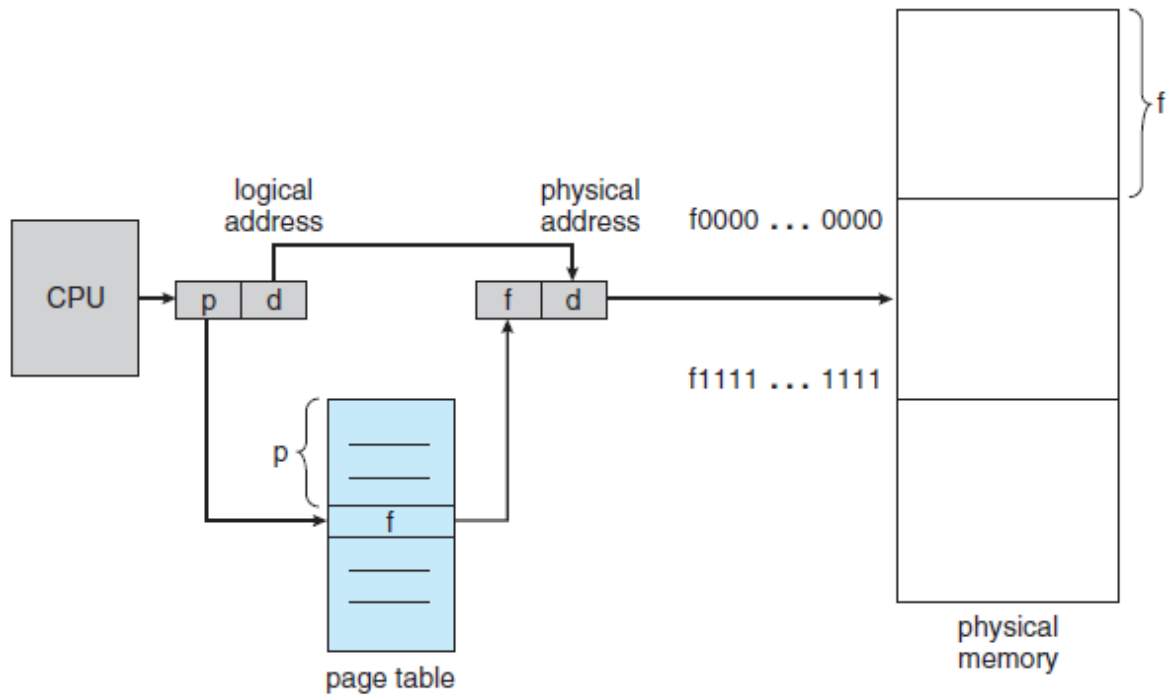 f
logical
address
physical
address
f0000 ... 0000
CPU
p
d
f
d
f1111 ... 1111
p
f
physical
memory
page table